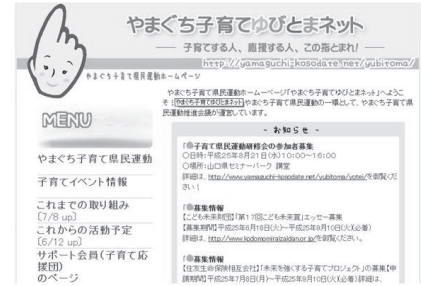 やまぐち子育てゆびとまネット
── 子育てする人、応援する人、この指とまれ! ──
http://yamaguchi-kosodate.net/yubitoma/
やまぐち子育て県民運動ホームページ
やまぐち子育て県民運動ホームページ「やまぐち子育てゆびとまネット」へようこ
そ！やまぐち子育てゆびとまネットやまぐち子育て県民運動の一環として、やまぐち子育て県
民運動推進会議が運営しています。
MENU
やまぐち子育て県民運動
子育てイベント情報
これまでの取り組み
[7/8 up]
これからの活動予定
[6/12 up]
サポート会員(子育て応
援団)
のページ
~ お知らせ ~
「●子育て県民運動研修会の参加者募集
○日時:平成25年8月21日(水)10:00~16:00
○場所:山口県セミナーパーク 講堂
詳細は、http://www.yamaguchi-kosodate.net/yubitoma/yotei/を御覧くだ
さい！
「●募集情報
【こども未来財団】「第17回こども未来賞」エッセー募集
【募集期間】平成25年6月18日(火)~平成25年9月10日(火)(必着)
詳細は、http://www.kodomomiraizaidan.or.jp/を御覧ください。
「●募集情報
【住友生命保険相互会社】「未来を強くする子育てプロジェクト」の募集【申
請期間】平成25年7月8日(月)~平成25年9月10日(火)(必着)詳細は、